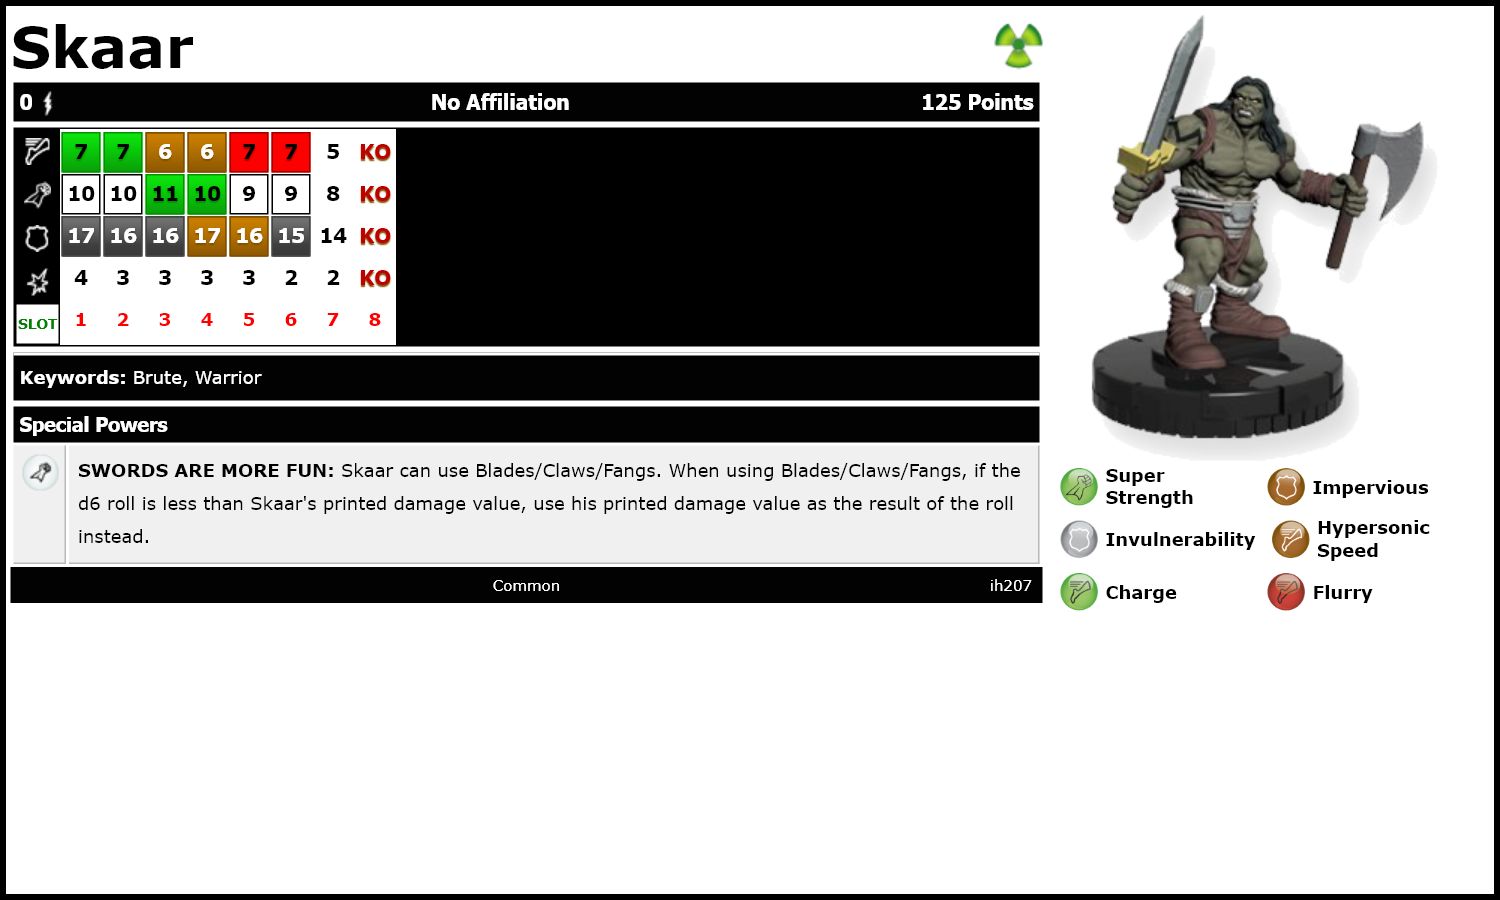 Skaar
0 No Affiliation 125 Points
7 7 6 6 7 7 5 KO
10 10 11 10 9 9 8 KO
17 16 16 17 16 15 14 KO
4 3 3 3 3 2 2 KO
SLOT 1 2 3 4 5 6 7 8
Keywords: Brute, Warrior
Special Powers
SWORDS ARE MORE FUN: Skaar can use Blades/Claws/Fangs. When using Blades/Claws/Fangs, if the
d6 roll is less than Skaar's printed damage value, use his printed damage value as the result of the roll
instead.
Common ih207
Super
Strength
Impervious
Invulnerability
Hypersonic
Speed
Charge
Flurry